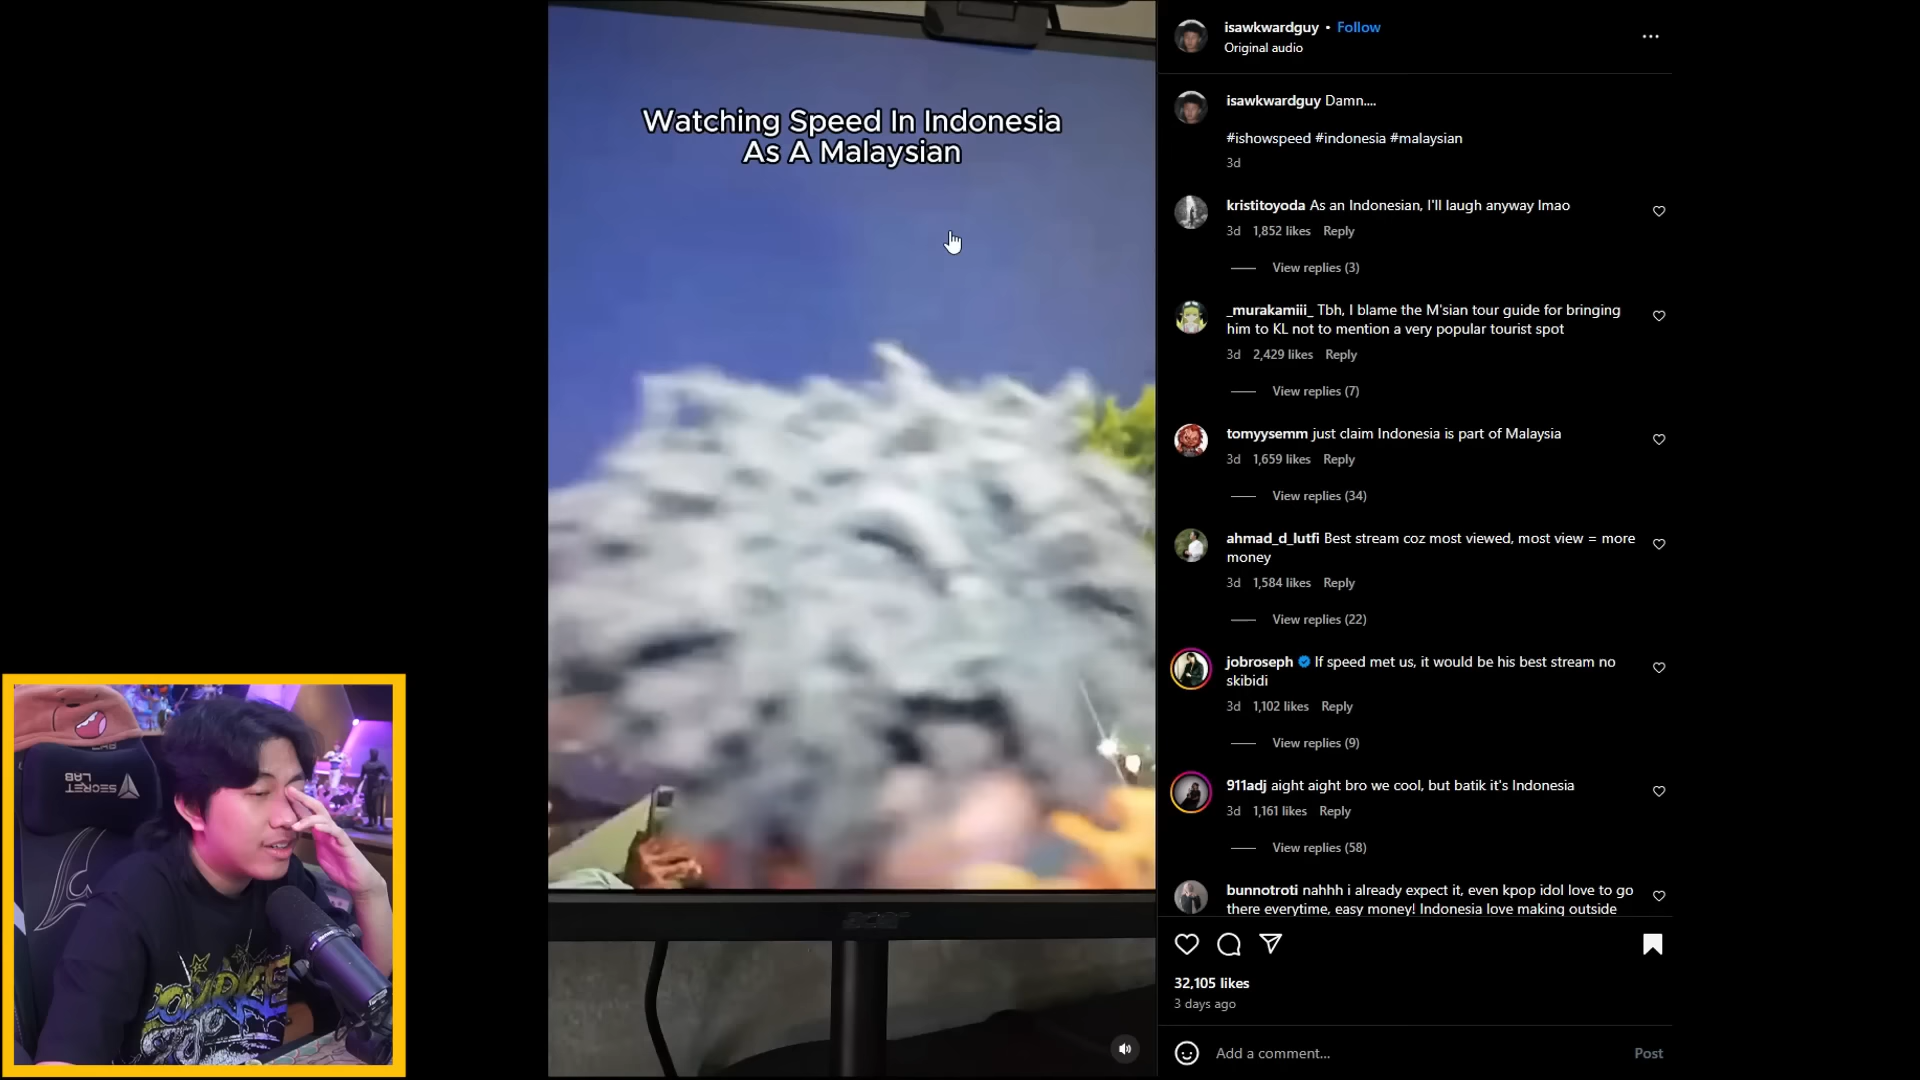 Watching Speed In Indonesia
As A Malaysian
isawkwardguy • Follow
Original audio
isawkwardguy Damn....
#ishowspeed #indonesia #malaysian
3d
kristitoyoda As an Indonesian, I'll laugh anyway lmao
3d 1,852 likes Reply
View replies (3)
_murakamiii_ Tbh, I blame the M'sian tour guide for bringing
him to KL not to mention a very popular tourist spot
3d 2,429 likes Reply
View replies (7)
tomyysemm just claim Indonesia is part of Malaysia
3d 1,659 likes Reply
View replies (34)
ahmad_d_lutfi Best stream coz most viewed, most view = more
money
3d 1,584 likes Reply
View replies (22)
jobroseph If speed met us, it would be his best stream no
skibidi
3d 1,102 likes Reply
View replies (9)
911adj aight aight bro we cool, but batik it's Indonesia
3d 1,161 likes Reply
View replies (58)
bunnotroti nahhh i already expect it, even kpop idol love to go
there everytime, easy money! Indonesia love making outside
32,105 likes
3 days ago
Add a comment...
Post
acer
SECRET
LAB